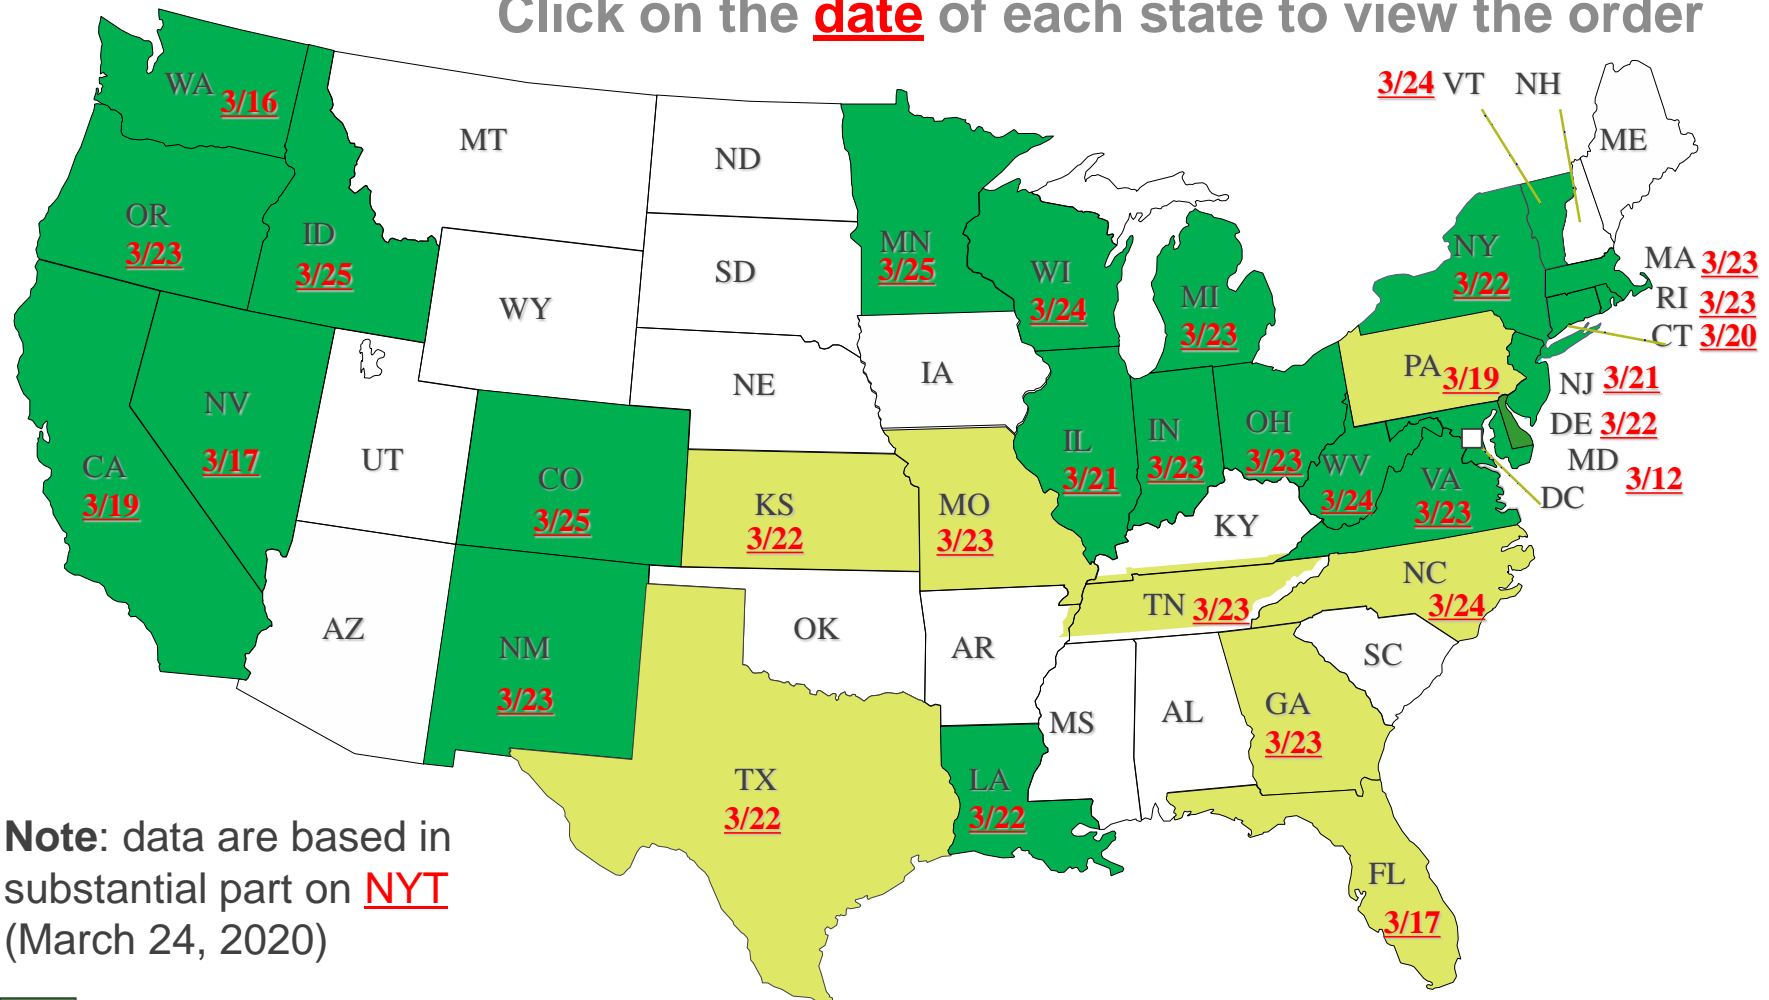 Click on the date of each state to view the order
WA 3/16
3/24 VT NH
ME
MT
ND
OR
3/23
ID
3/25
MN
3/25
WI
3/24
SD
WY
MI
3/23
NY
3/22
MA 3/23
RI 3/23
CT 3/20
PA 3/19
NJ 3/21
DE 3/22
MD
3/12
DC
NE
IA
NV
3/17
UT
CA
3/19
CO
3/25
KS
3/22
MO
3/23
IL
3/21
IN
3/23
OH
3/23
WV
3/24
VA
3/23
KY
NC
3/24
TN 3/23
AZ
NM
3/23
OK
AR
SC
MS
AL
GA
3/23
TX
3/22
LA
3/22
FL
3/17
Note: data are based in
substantial part on NYT
(March 24, 2020)